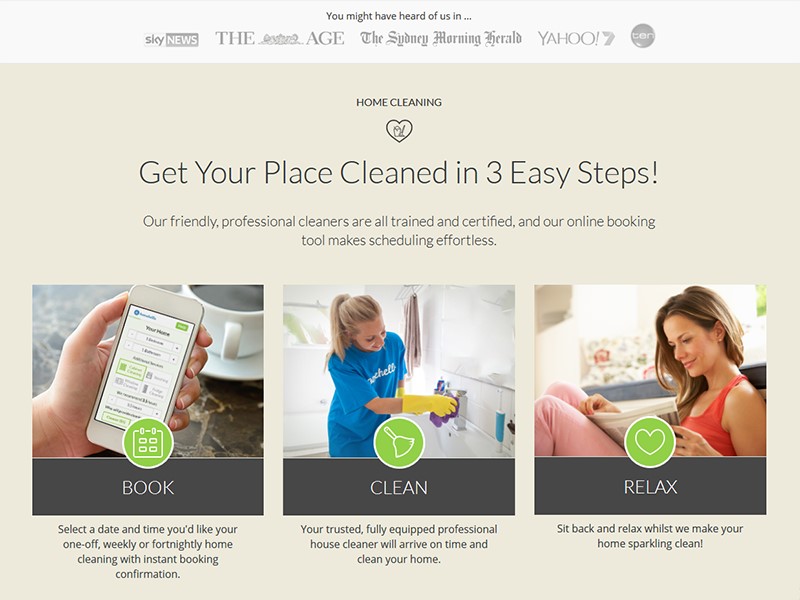 You might have heard of us in ...
sky NEWS THE AGE The Sydney Morning Herald YAHOO!7 ten
HOME CLEANING
Get Your Place Cleaned in 3 Easy Steps!
Our friendly, professional cleaners are all trained and certified, and our online booking
tool makes scheduling effortless.
Your Home
1 Bedroom
1 Bathroom
BOOK
CLEAN
RELAX
Select a date and time you'd like your
one-off, weekly or fortnightly home
cleaning with instant booking
confirmation.
Your trusted, fully equipped professional
house cleaner will arrive on time and
clean your home.
Sit back and relax whilst we make your
home sparkling clean!